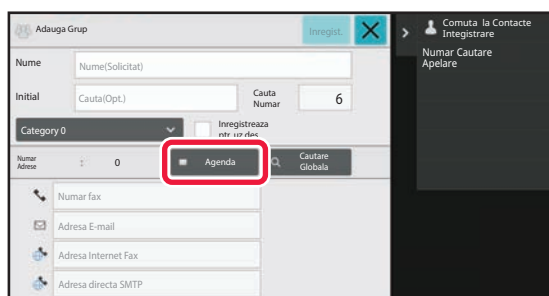 Adauga Grup
Inregist.
Nume
Nume(Solicitat)
Initial
Cauta(Opt.)
Cauta
Numar
6
Category 0
Inregistreaza
ptr. uz des
Numar
Adrese
:
0
Agenda
Cautare
Globala
Numar fax
Adresa E-mail
Adresa Internet Fax
Adresa directa SMTP
Comuta la Contacte
Integistrare
Numar Cautare
Apelare